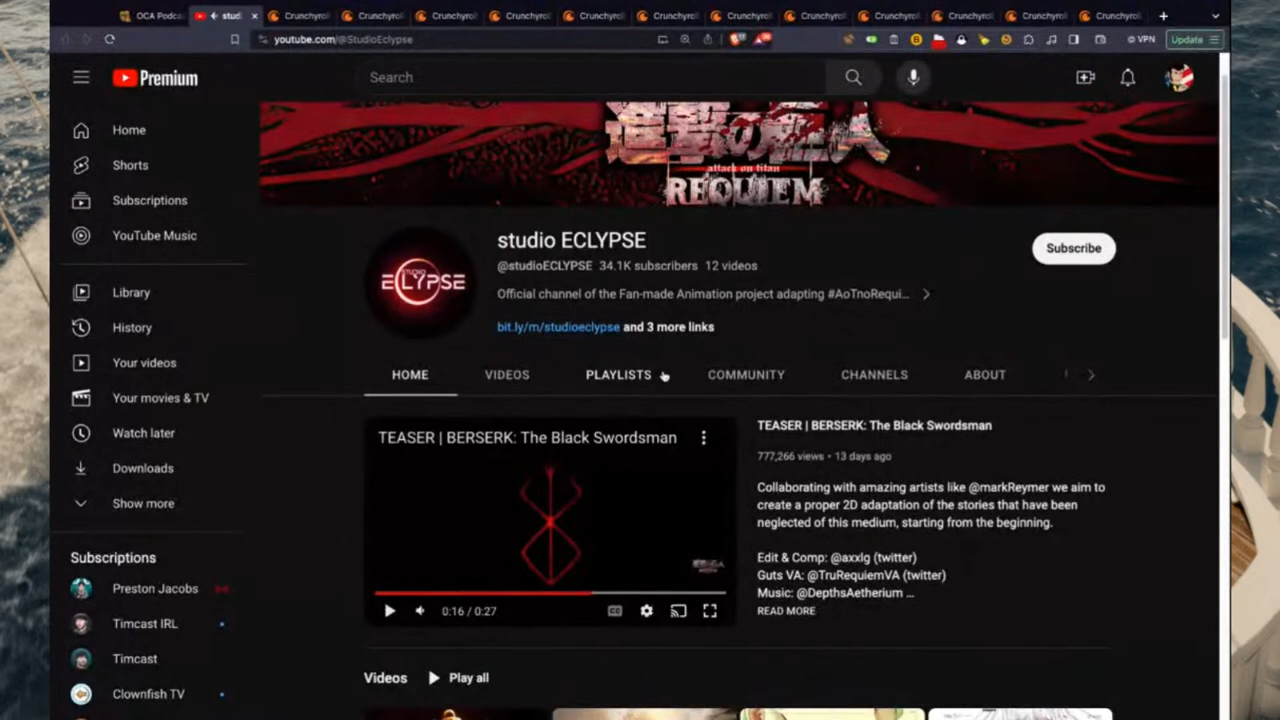 OCA Podca
studi
Crunchyrol
Crunchyrol
Crunchyrol
Crunchyrol
Crunchyrol
Crunchyrol
Crunchyrol
Crunchyrol
Crunchyrol
Crunchyrol
Crunchyrol
Crunchyrol
youtube.com/@StudioEclypse
VPN
Update
Premium
Search
Home
Shorts
Subscriptions
YouTube Music
Library
History
Your videos
Your movies & TV
Watch later
Downloads
Show more
Subscriptions
Preston Jacobs
Timcast IRL
Timcast
Clownfish TV
進撃の巨人
attack on titan
REQUIEM
STUDIO
ECLYPSE
studio ECLYPSE
@studioECLYPSE 34.1K subscribers 12 videos
Official channel of the Fan-made Animation project adapting #AoTnoRequi...
bit.ly/m/studioeclypse and 3 more links
Subscribe
HOME VIDEOS PLAYLISTS COMMUNITY CHANNELS ABOUT
TEASER | BERSERK: The Black Swordsman
0:16 / 0:27
TEASER | BERSERK: The Black Swordsman
777,266 views • 13 days ago
Collaborating with amazing artists like @markReymer we aim to
create a proper 2D adaptation of the stories that have been
neglected of this medium, starting from the beginning.
Edit & Comp: @axxlg (twitter)
Guts VA: @TruRequiemVA (twitter)
Music: @DepthsAetherium ...
READ MORE
Videos Play all